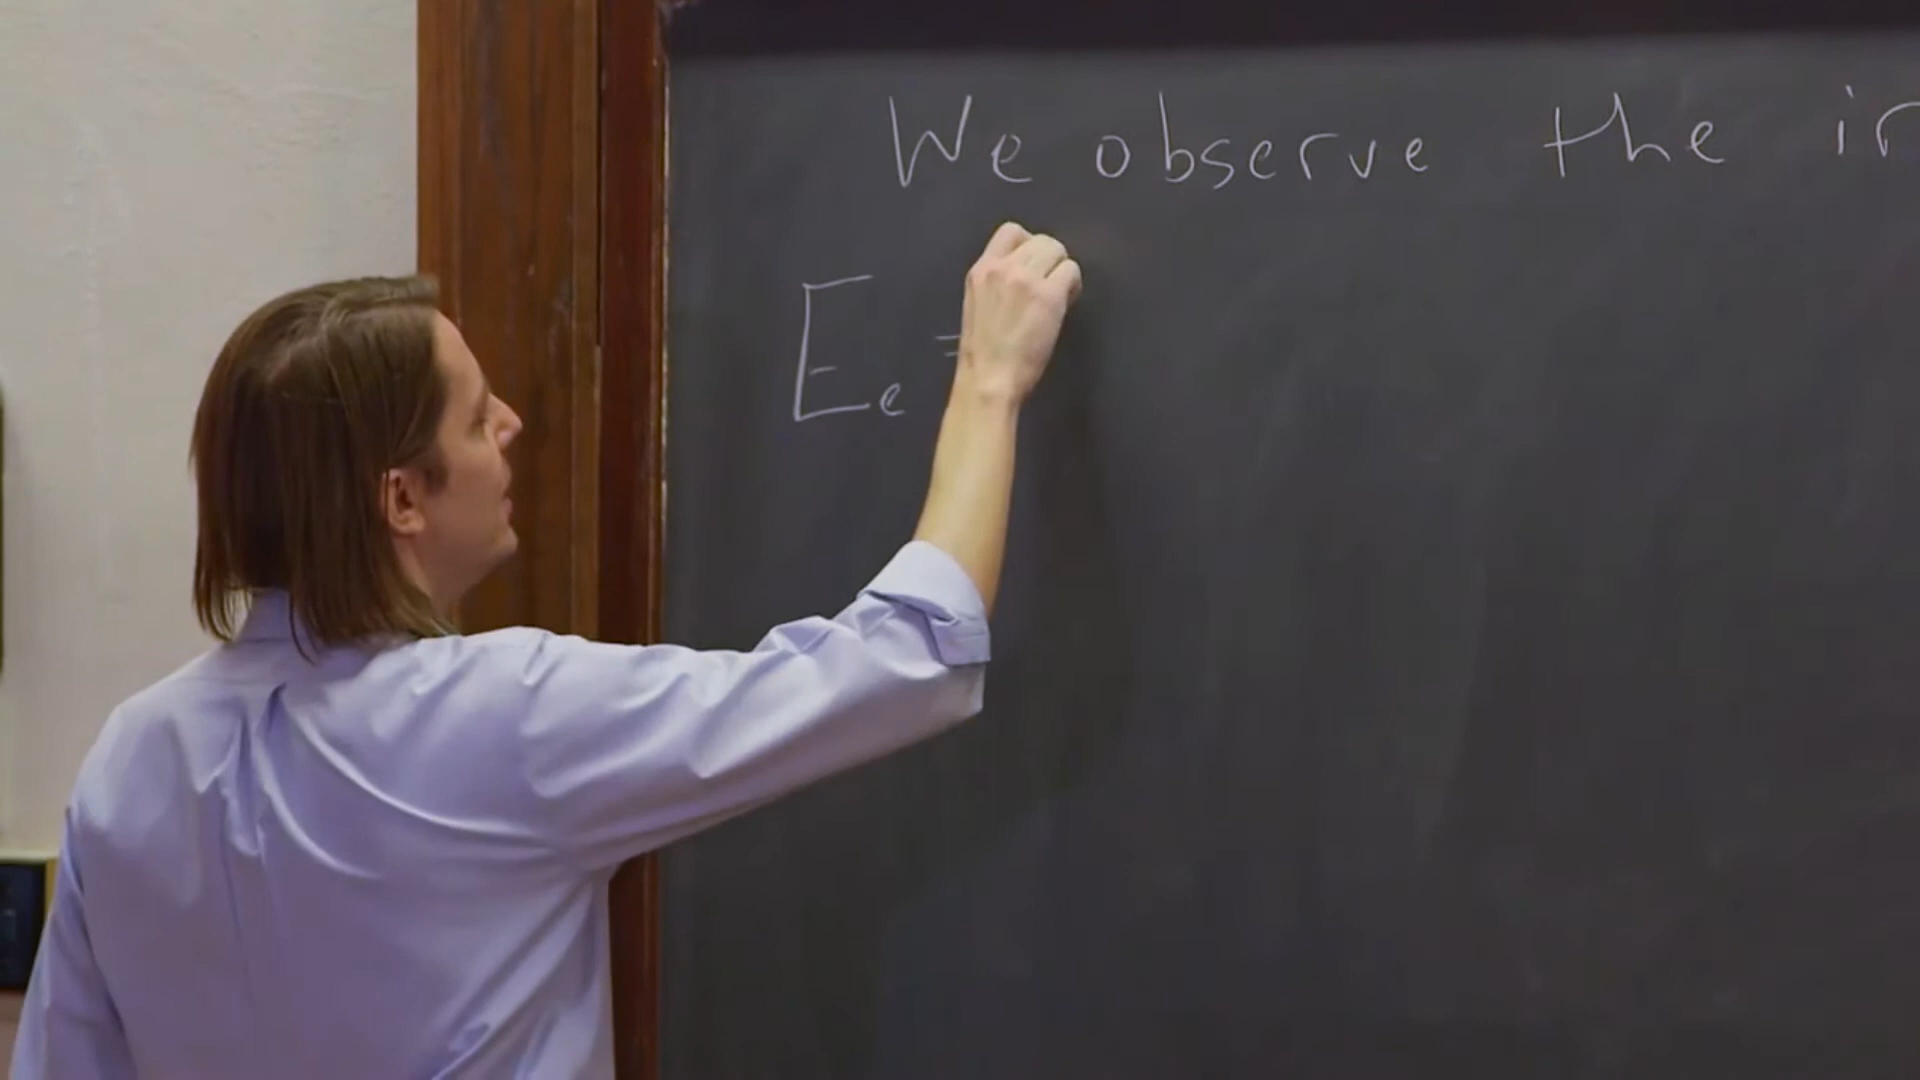 We observe the
Ee =